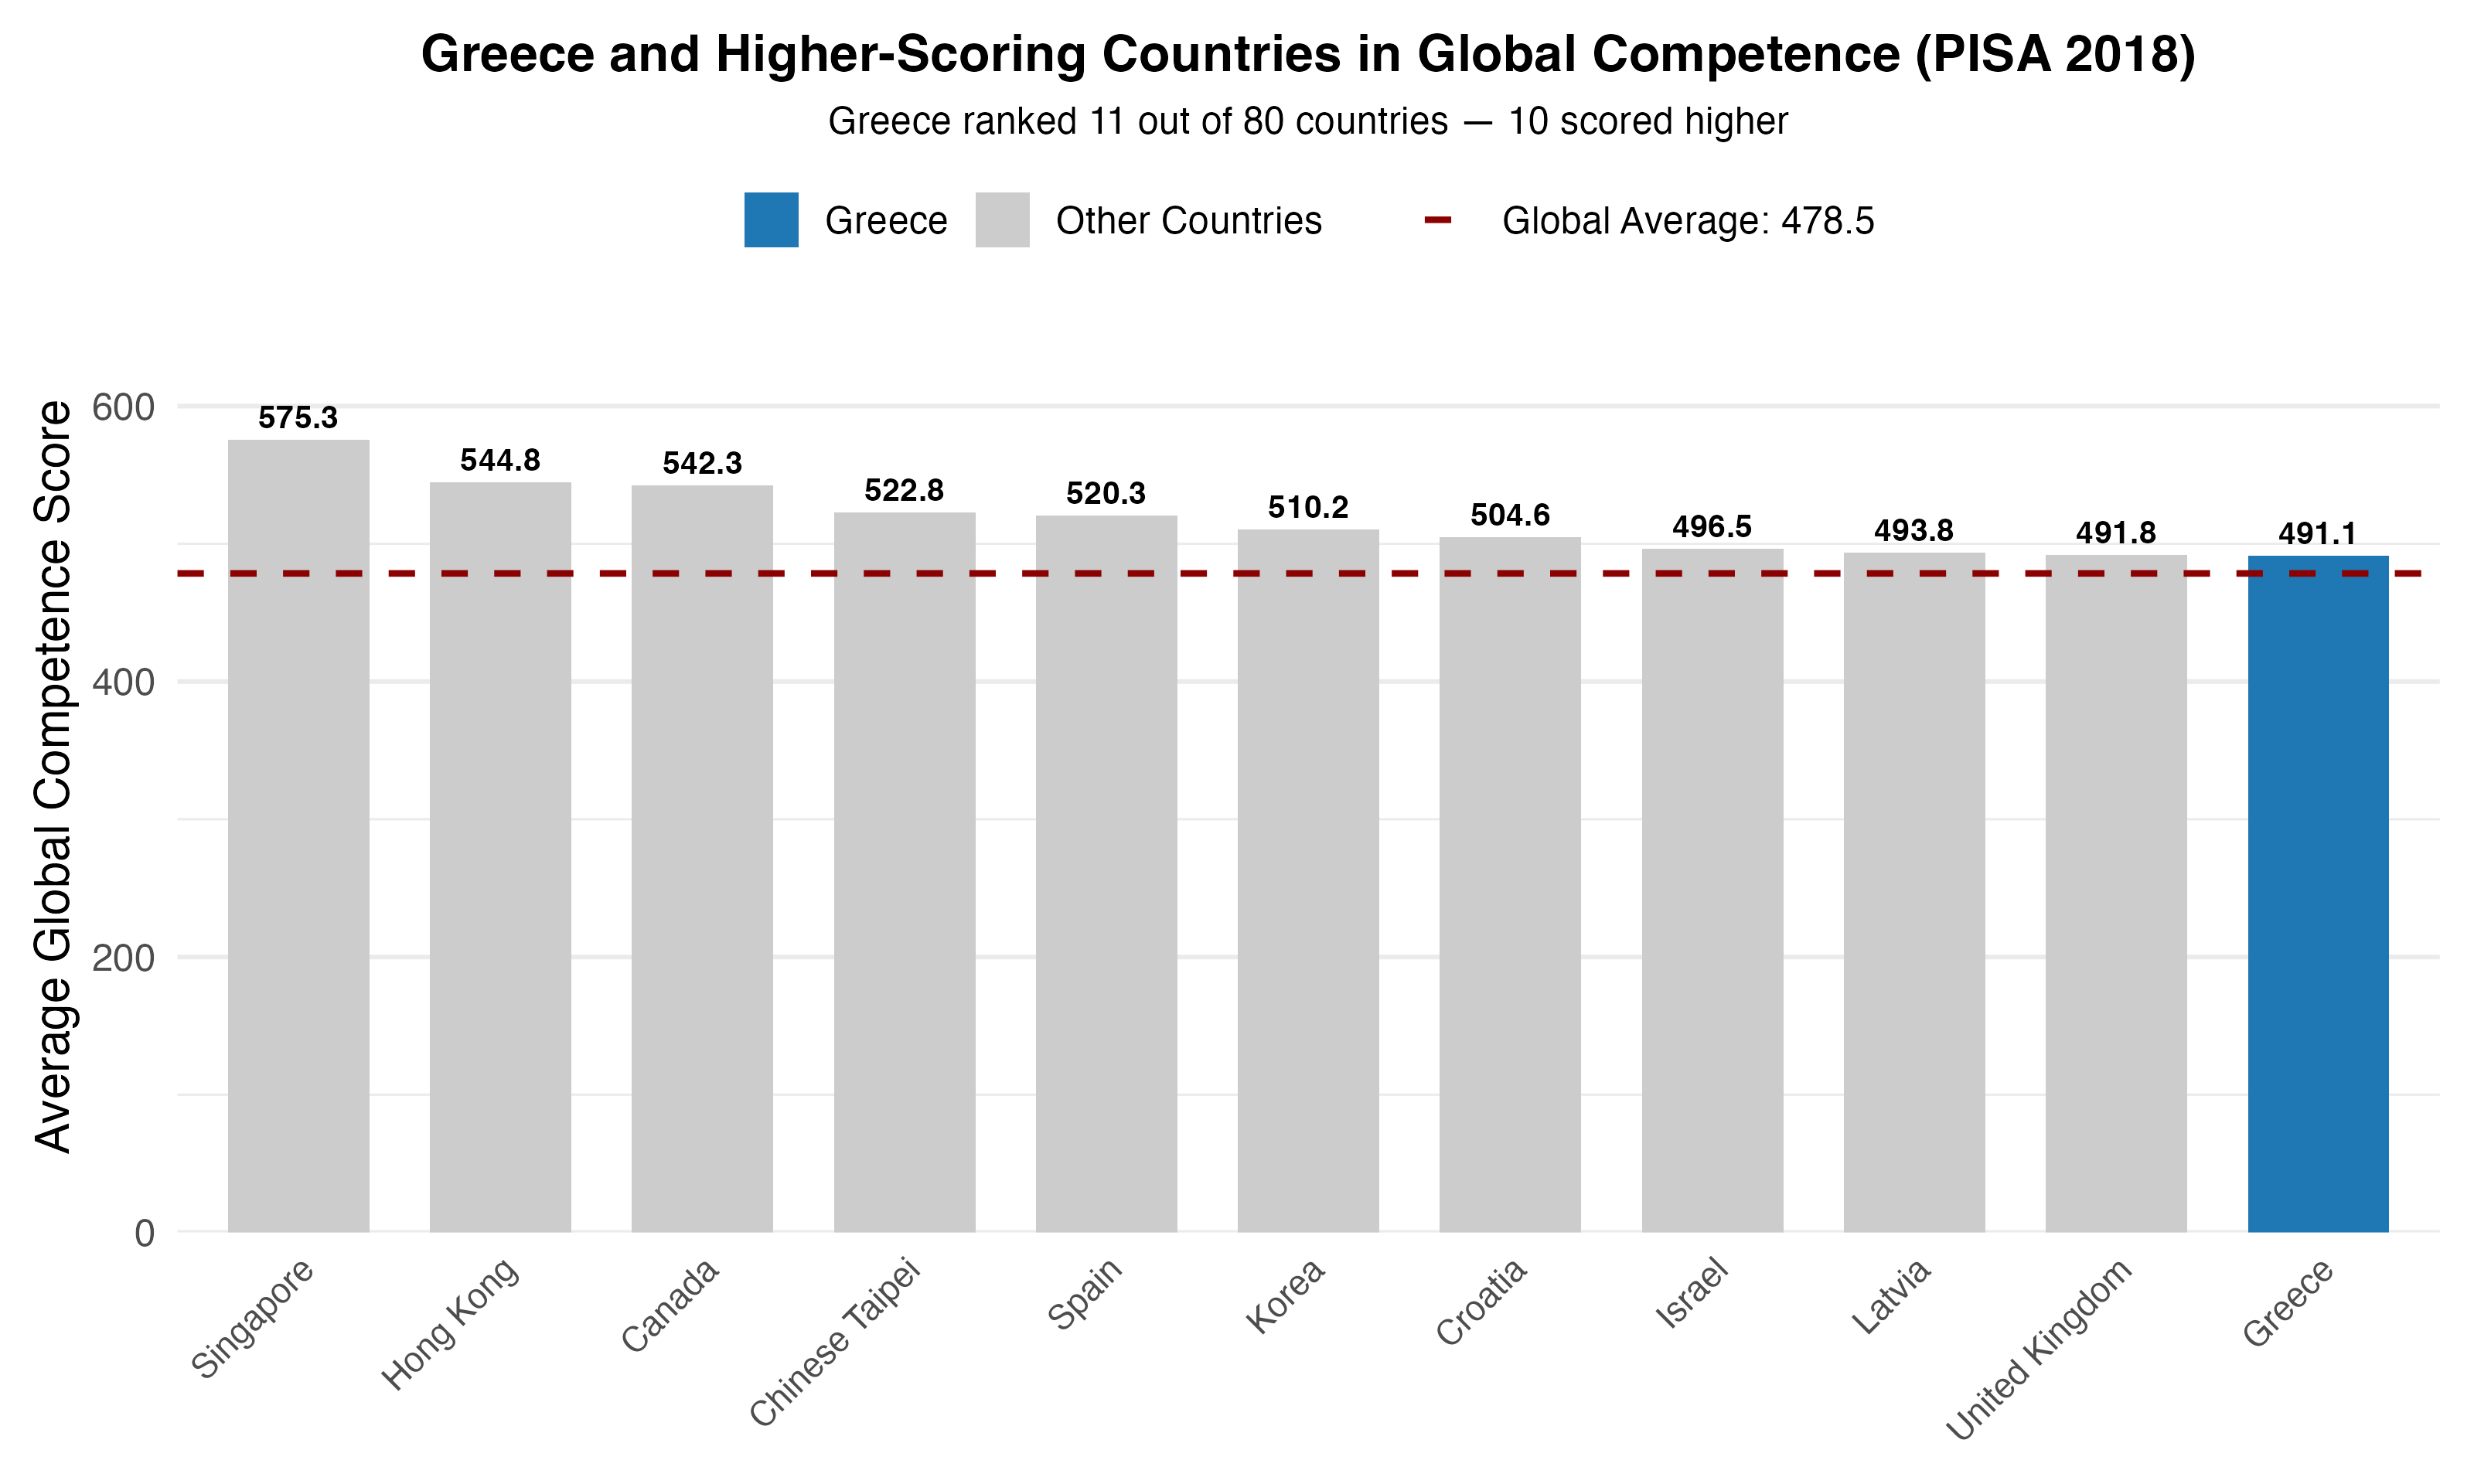 Greece and Higher-Scoring Countries in Global Competence (PISA 2018)
Greece ranked 11 out of 80 countries — 10 scored higher
Greece
Other Countries
Global Average: 478.5
Average Global Competence Score
600
400
200
0
575.3
544.8
542.3
522.8
520.3
510.2
504.6
496.5
493.8
491.8
491.1
Singapore
Hong Kong
Canada
Chinese Taipei
Spain
Korea
Croatia
Israel
Latvia
United Kingdom
Greece